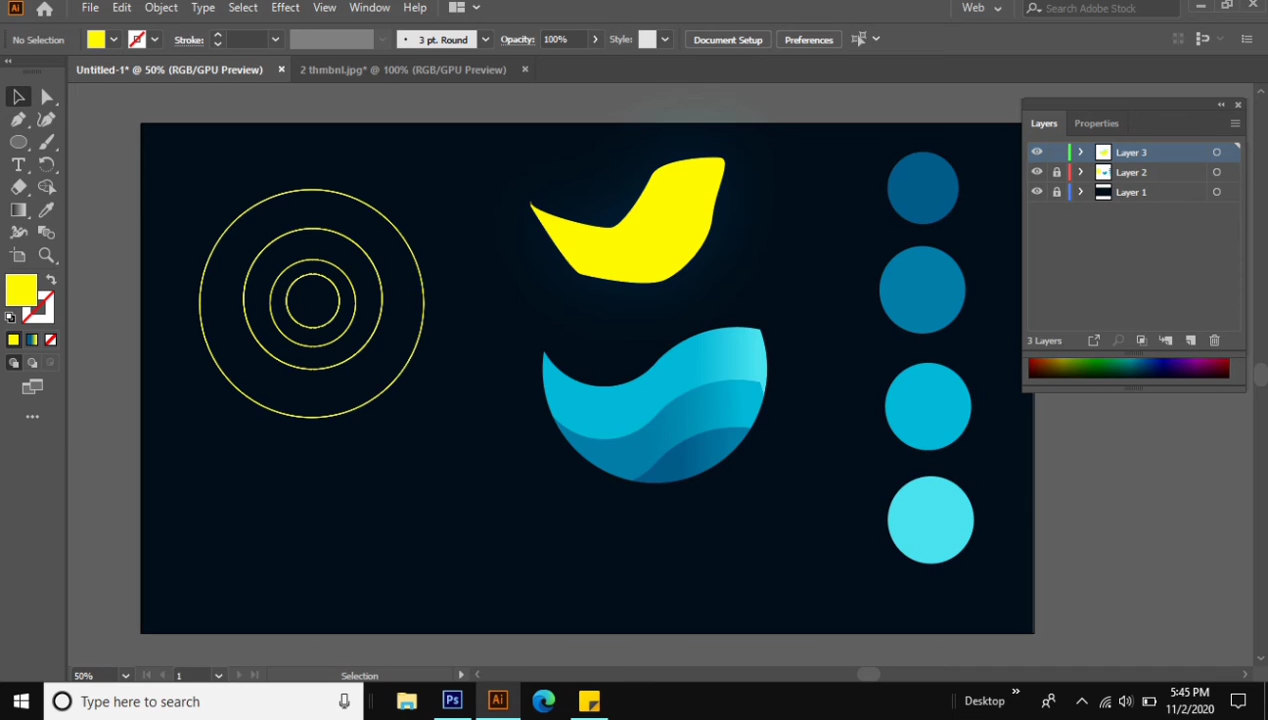 Ai File Edit Object Type Select Effect View Window Help Web Search Adobe Stock
No Selection Stroke: 3 pt. Round Opacity: 100% Style: Document Setup Preferences
Untitled-1* @ 50% (RGB/GPU Preview) 2 thmbnl.jpg* @ 100% (RGB/GPU Preview)
Layers Properties
Layer 3
Layer 2
Layer 1
3 Layers
50% 1 Selection
Type here to search Ps Ai Desktop 5:45 PM
11/2/2020